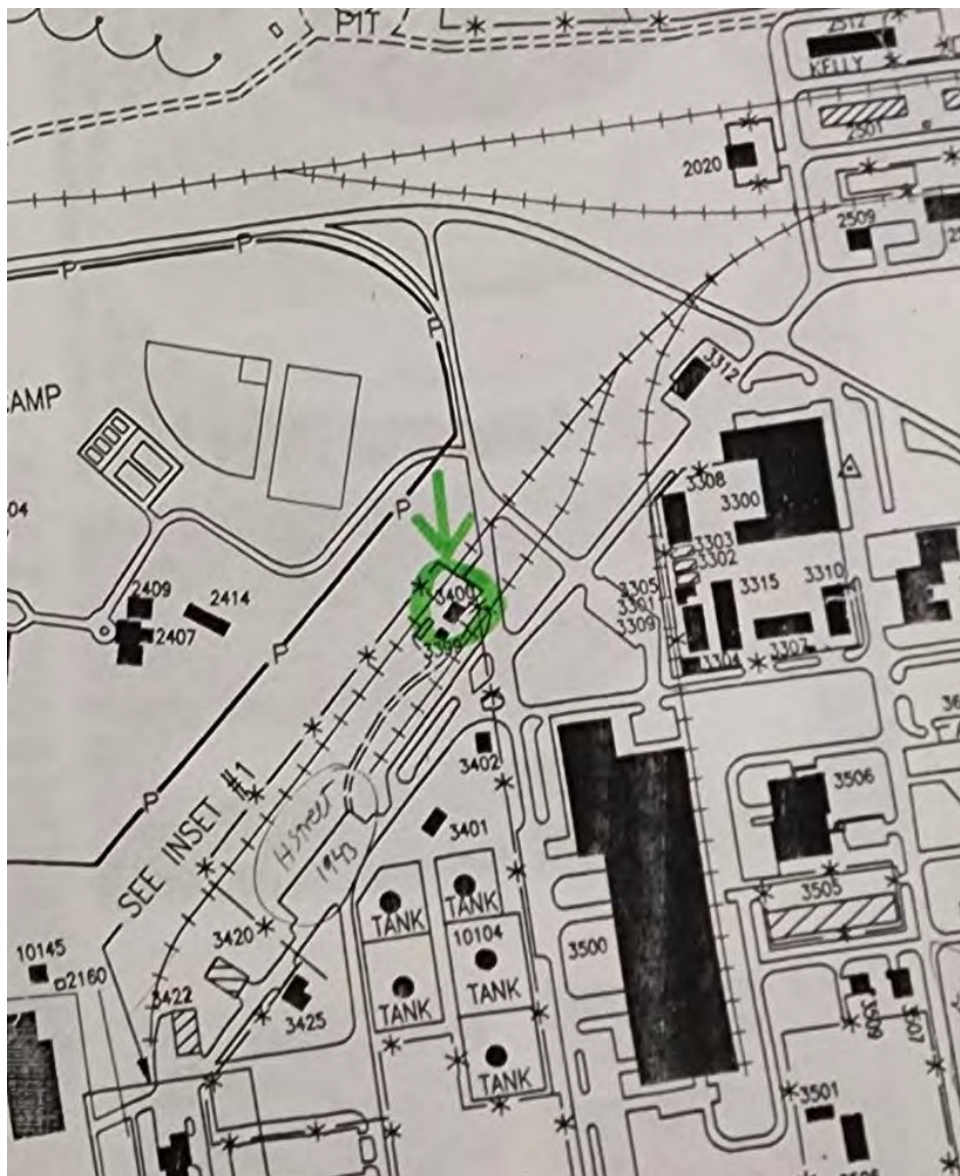 PIT
2512
KELLY
2501
2020
2509
3312
AMP
04
3308
3300
3303
3302
3305
3301
3309
3315
3310
3304
3307
2409
2414
2407
3400
3399
P
P
P
P
P
P
P
3402
3401
3506
3505
SEE INSET #1
H street
1943
TANK
TANK
10104
TANK
TANK
TANK
3500
3420
10145
2160
3422
3425
3509
3507
3501